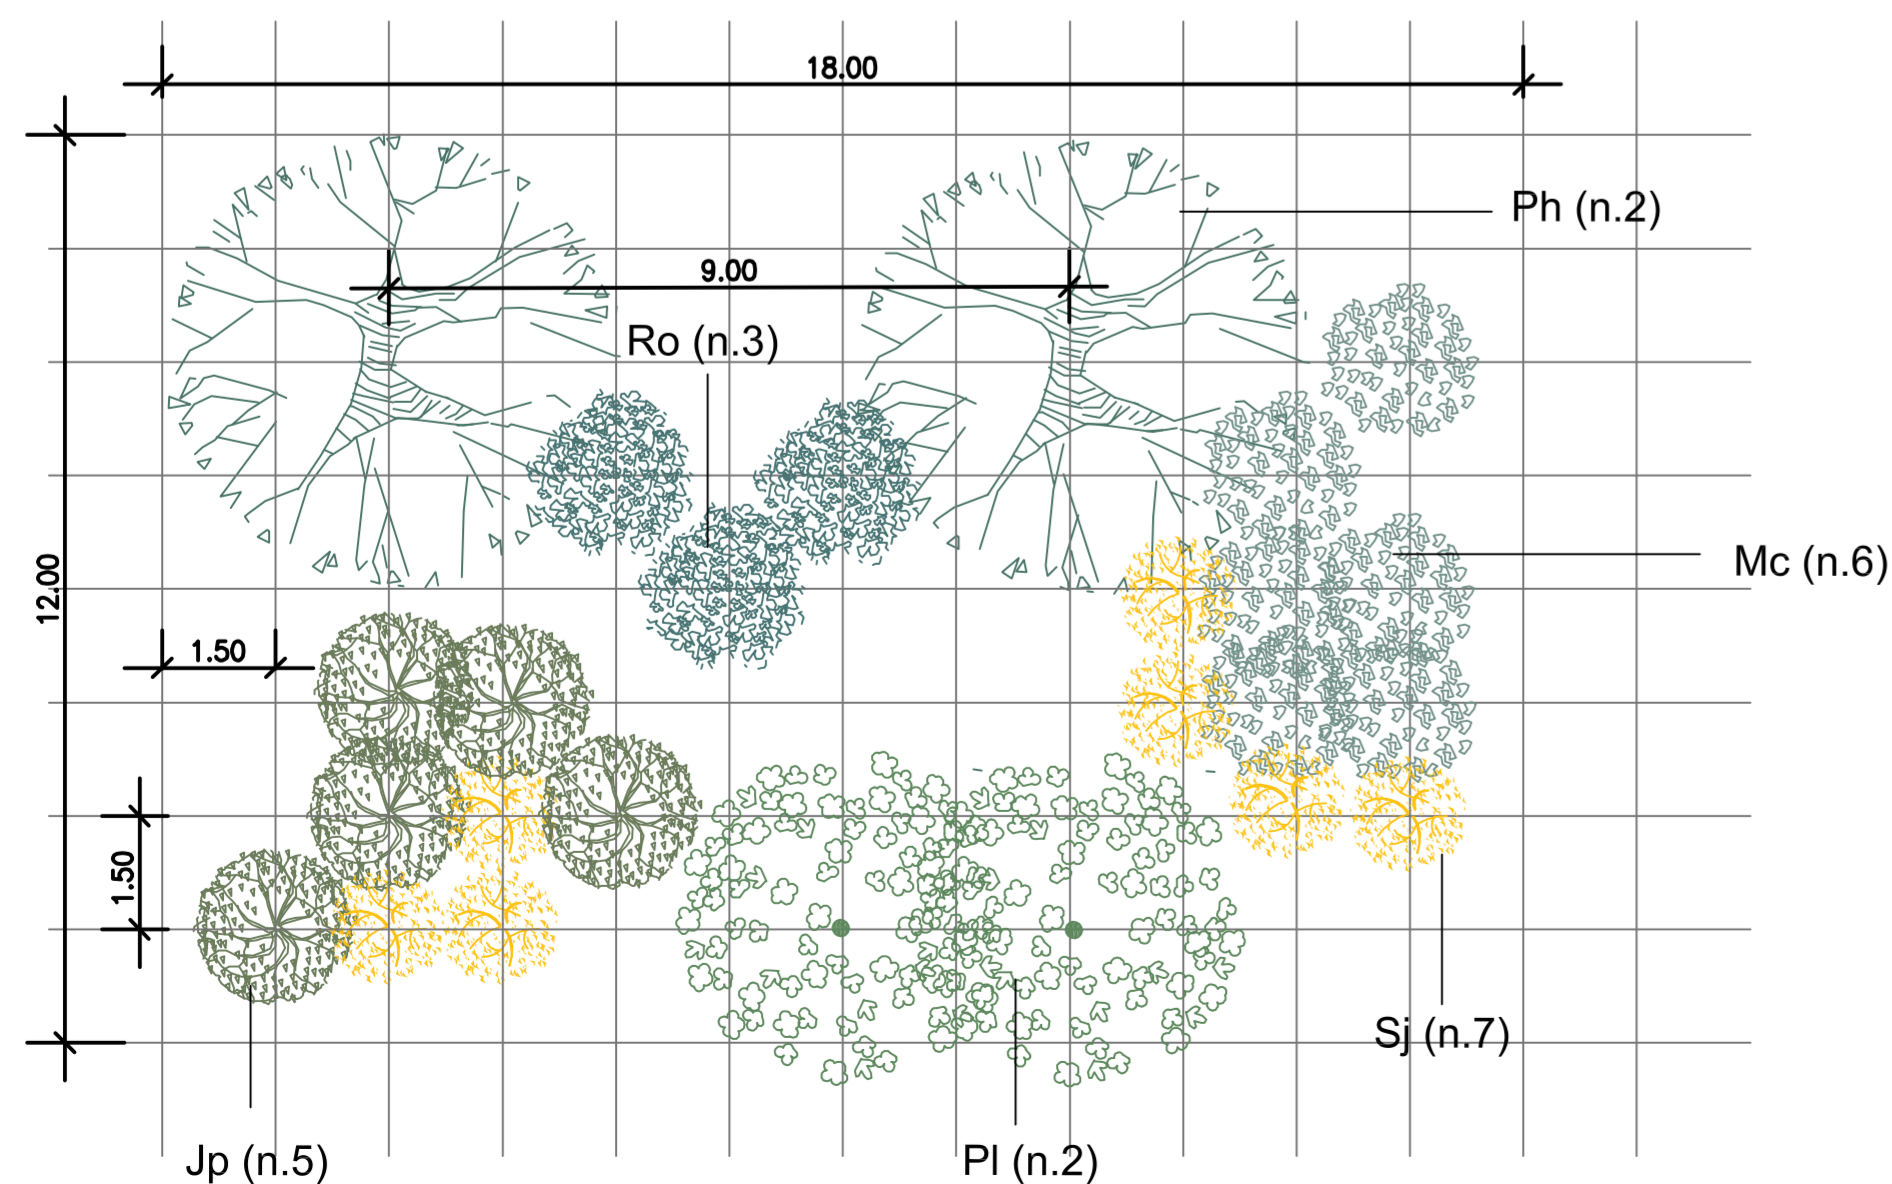 18.00
Ph (n.2)
9.00
Ro (n.3)
Mc (n.6)
12.00
1.50
1.50
Sj (n.7)
Jp (n.5)
Pl (n.2)